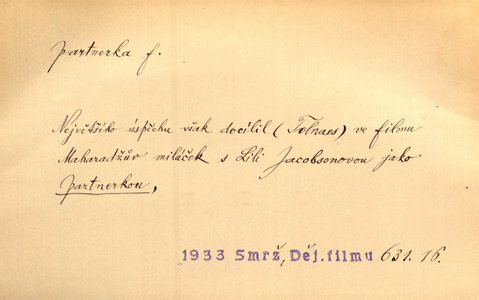 partnerka f.
Největšího úspěchu však docílil (Tolnaes) ve filmu
Maharadžův miláček s Lili Jacobsonovou jako
partnerkou,
1933 Smrž, Děj. filmu 631. 16.